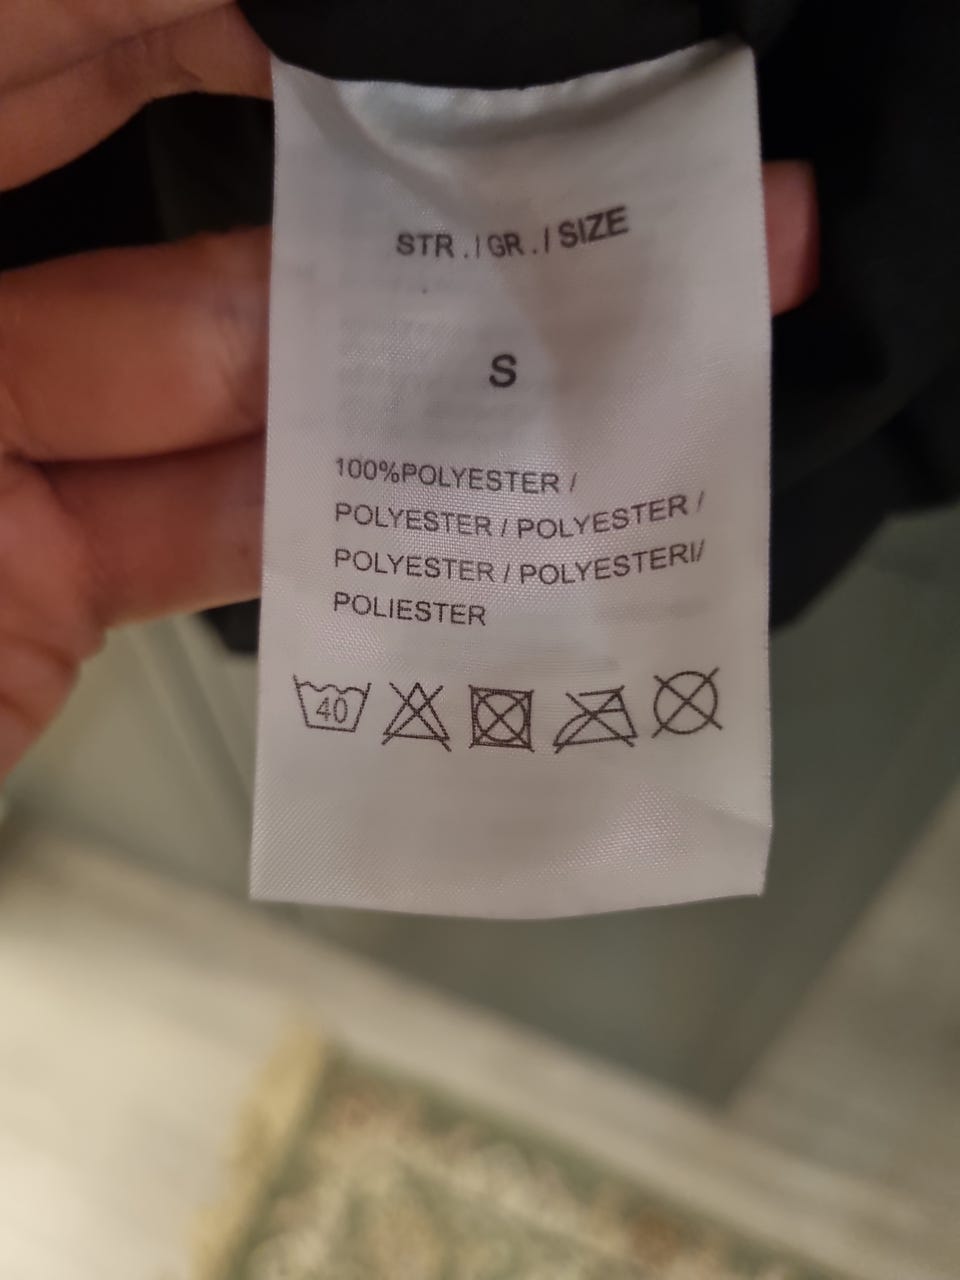 STR . / GR . / SIZE
S
100%POLYESTER /
POLYESTER / POLYESTER /
POLYESTER / POLYESTERI/
POLIESTER
40